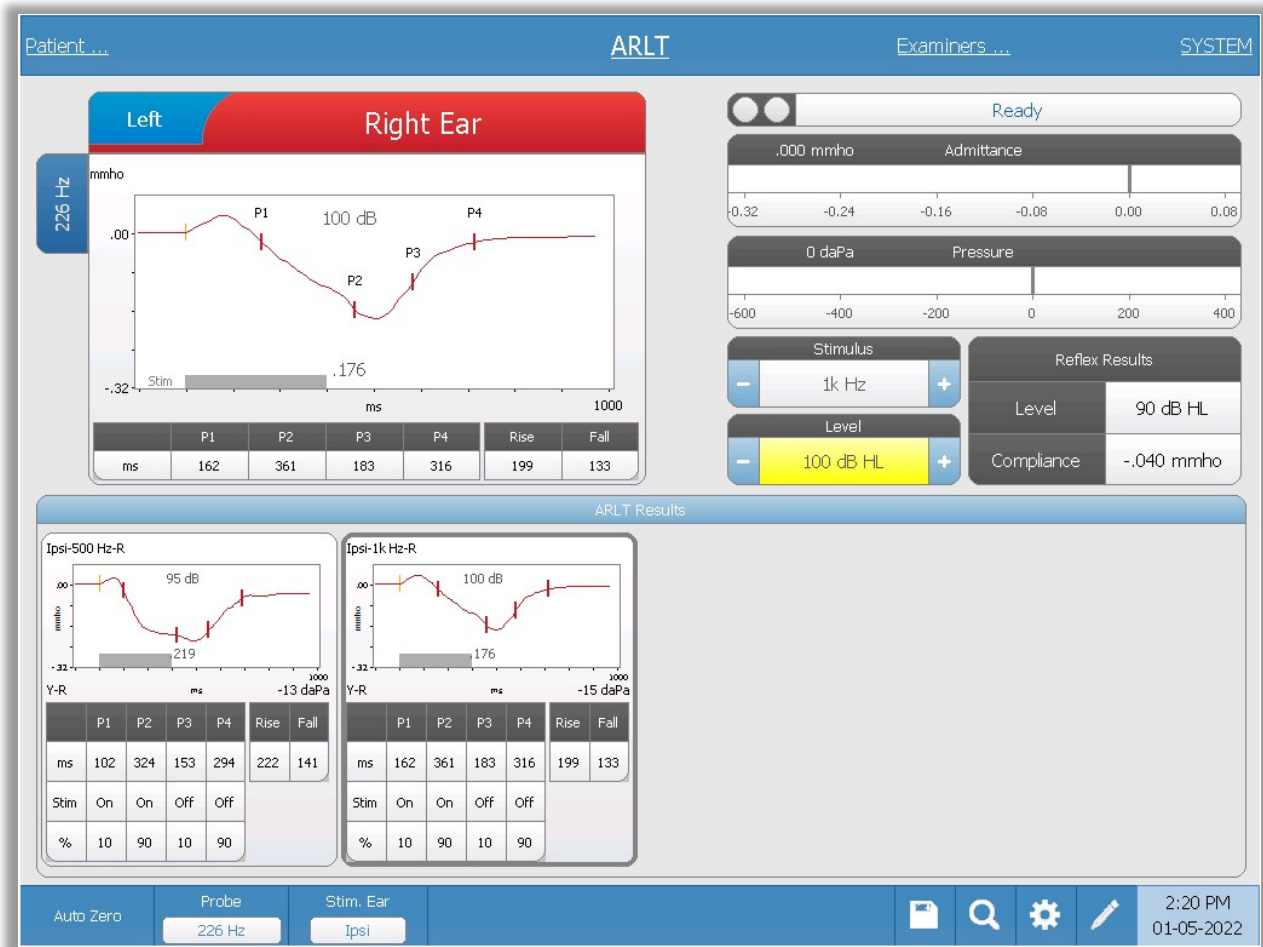 Patient ...
ARLT
Examiners ...
SYSTEM
Left
Right Ear
226 Hz
mmho
P1
100 dB
P4
.00
P3
P2
.176
-.32
Stim
ms
1000
P1 P2 P3 P4 Rise Fall
ms 162 361 183 316 199 133
Ready
.000 mmho Admittance
-0.32 -0.24 -0.16 -0.08 0.00 0.08
0 daPa Pressure
-600 -400 -200 0 200 400
Stimulus
- 1k Hz +
Level
- 100 dB HL +
Reflex Results
Level 90 dB HL
Compliance -.040 mmho
ARLT Results
Ipsi-500 Hz-R
95 dB
.00
mmho
.219
-.32
1000
Y-R ms -13 daPa
P1 P2 P3 P4 Rise Fall
ms 102 324 153 294 222 141
Stim On On Off Off
% 10 90 10 90
Ipsi-1k Hz-R
100 dB
.00
mmho
.176
-.32
1000
Y-R ms -15 daPa
P1 P2 P3 P4 Rise Fall
ms 162 361 183 316 199 133
Stim On On Off Off
% 10 90 10 90
Auto Zero
Probe
226 Hz
Stim. Ear
Ipsi
2:20 PM
01-05-2022